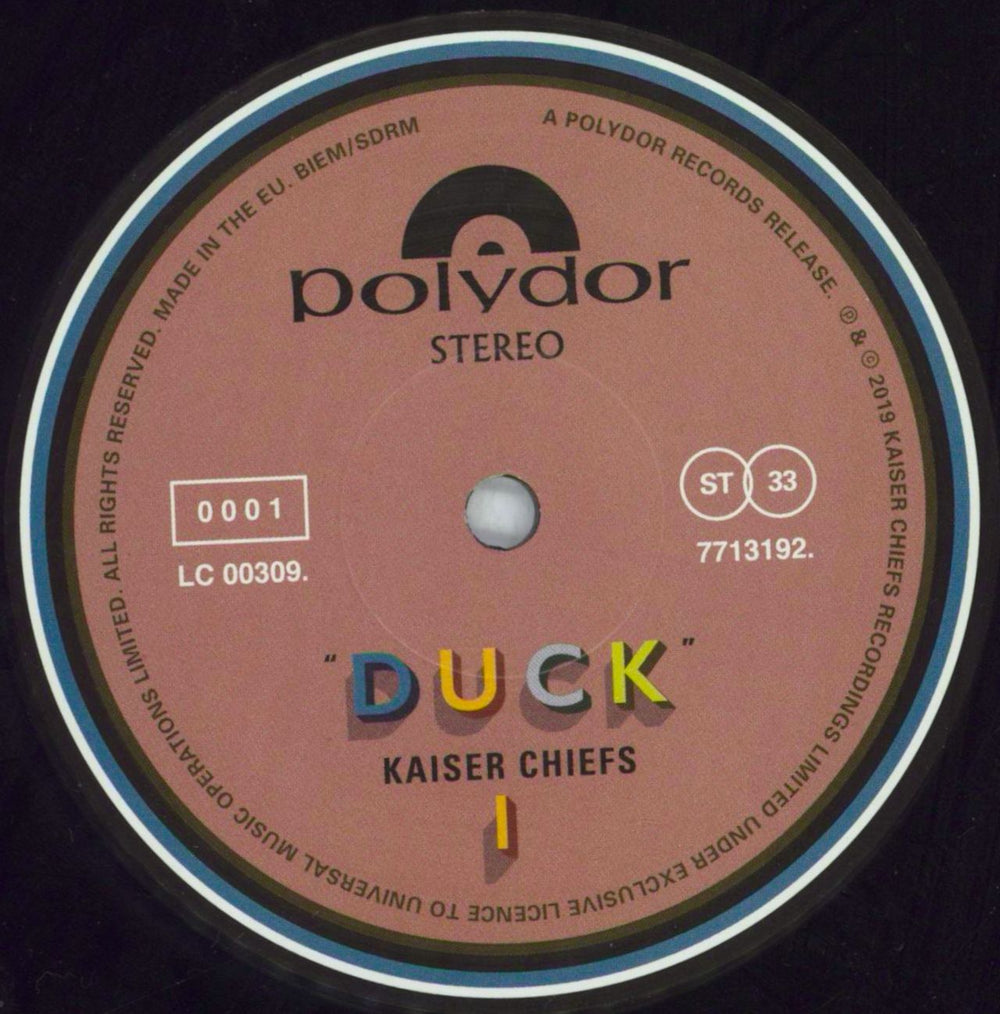 A POLYDOR RECORDS RELEASE. ℗ & © 2019 KAISER CHIEFS RECORDINGS LIMITED UNDER EXCLUSIVE LICENCE TO UNIVERSAL MUSIC OPERATIONS LIMITED. ALL RIGHTS RESERVED. MADE IN THE EU. BIEM/SDRM
polydor
STEREO
0001
LC 00309.
ST 33
7713192.
"DUCK"
KAISER CHIEFS
I